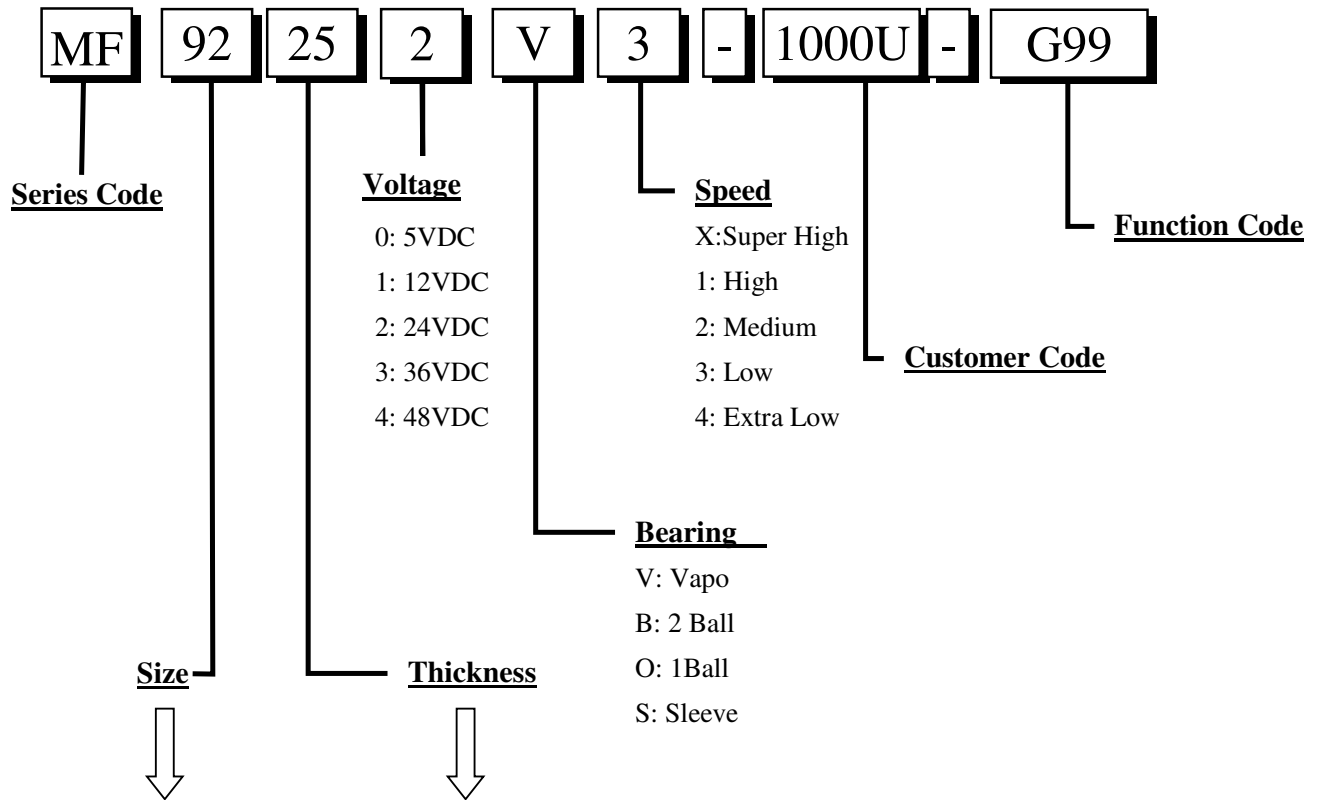 MF 92 25 2 V 3 - 1000U - G99
Series Code
Voltage
0: 5VDC
1: 12VDC
2: 24VDC
3: 36VDC
4: 48VDC
Speed
X:Super High
1: High
2: Medium
3: Low
4: Extra Low
Function Code
Customer Code
Bearing
V: Vapo
B: 2 Ball
O: 1Ball
S: Sleeve
Size
Thickness